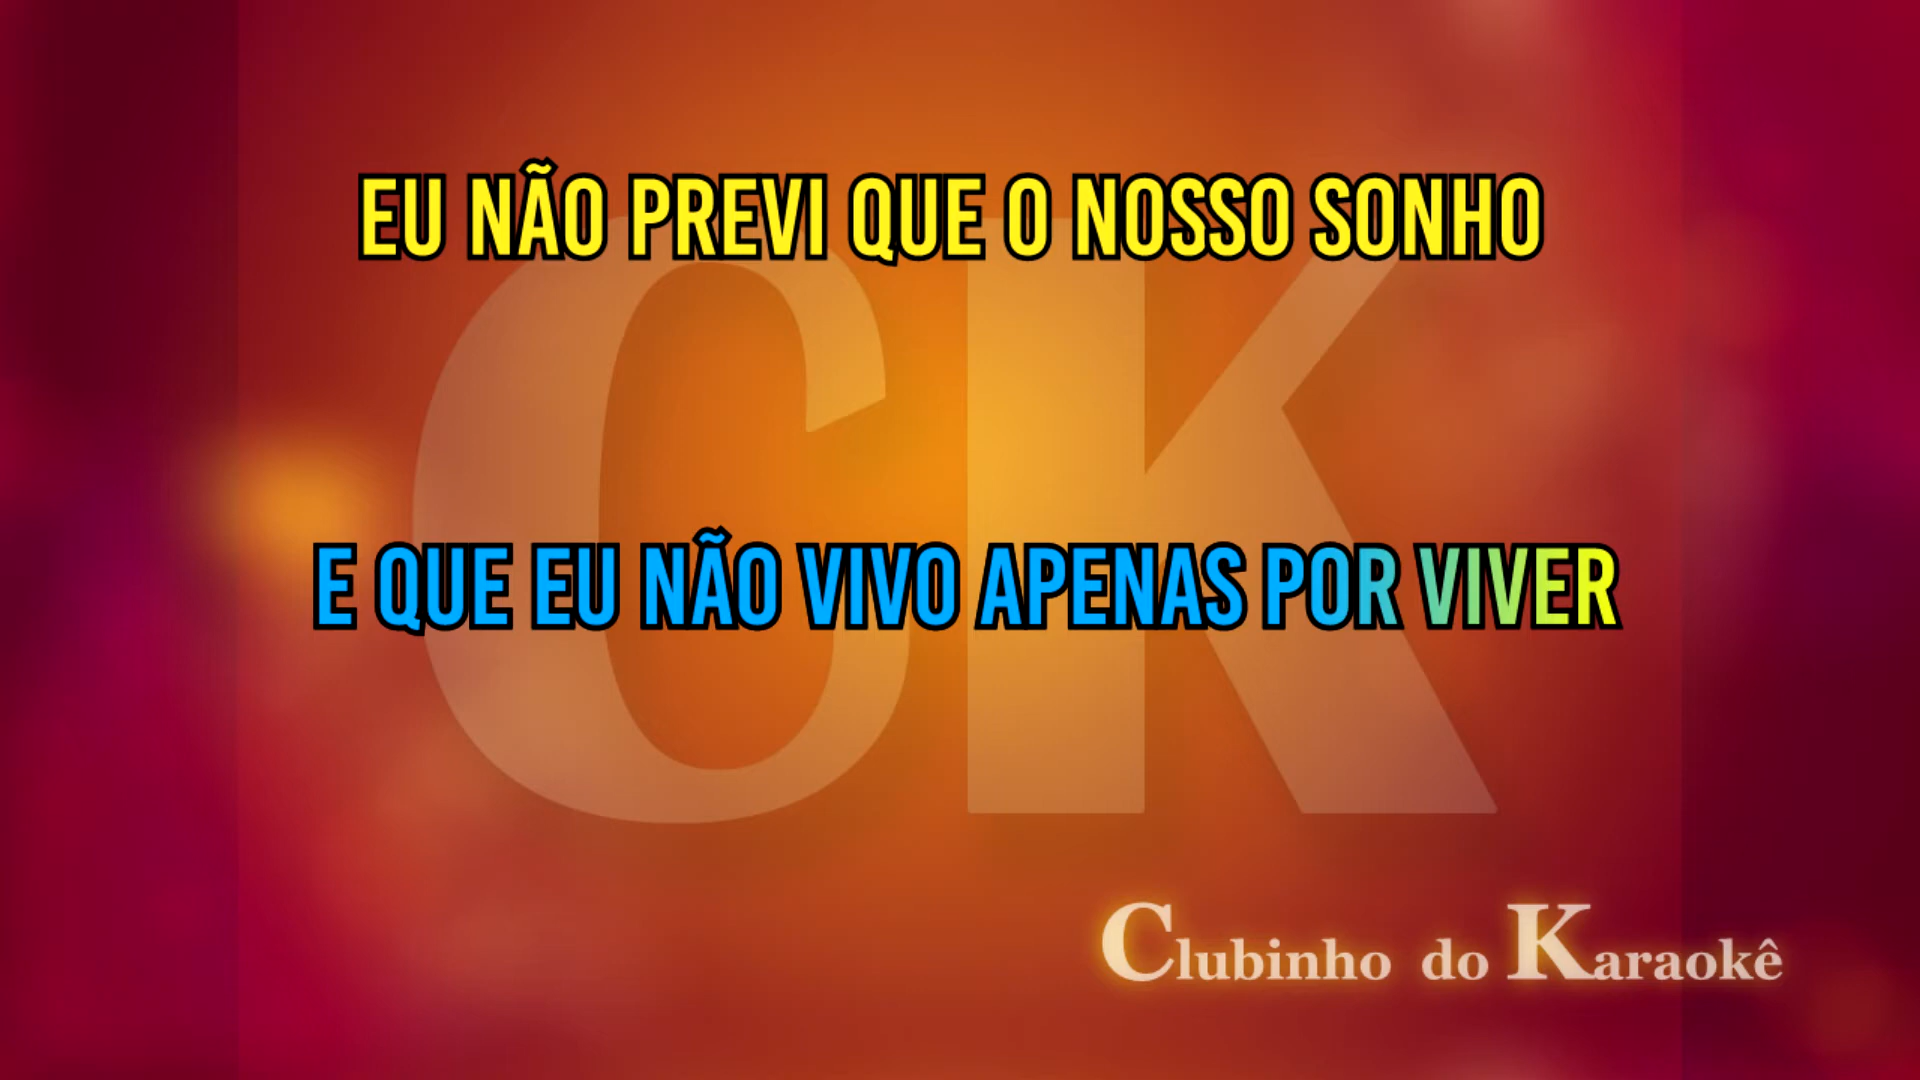 EU NÃO PREVI QUE O NOSSO SONHO
E QUE EU NÃO VIVO APENAS POR VIVER
CK
Clubinho do Karaokê